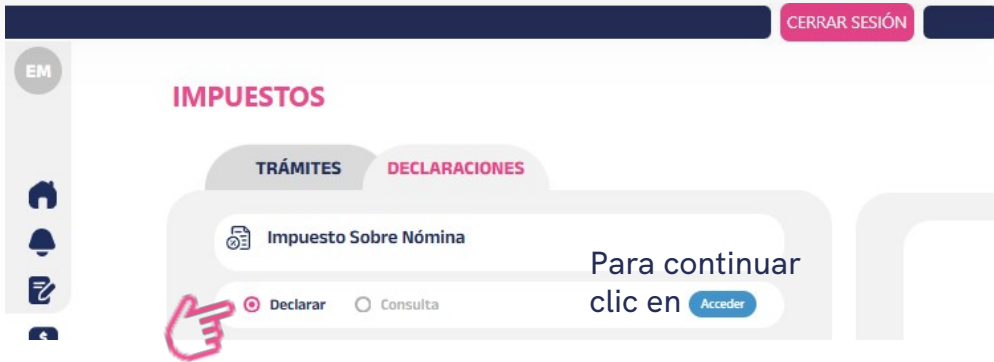 CERRAR SESIÓN
EM
IMPUESTOS
TRÁMITES DECLARACIONES
Impuesto Sobre Nómina
Para continuar
clic en Acceder
Declarar Consulta